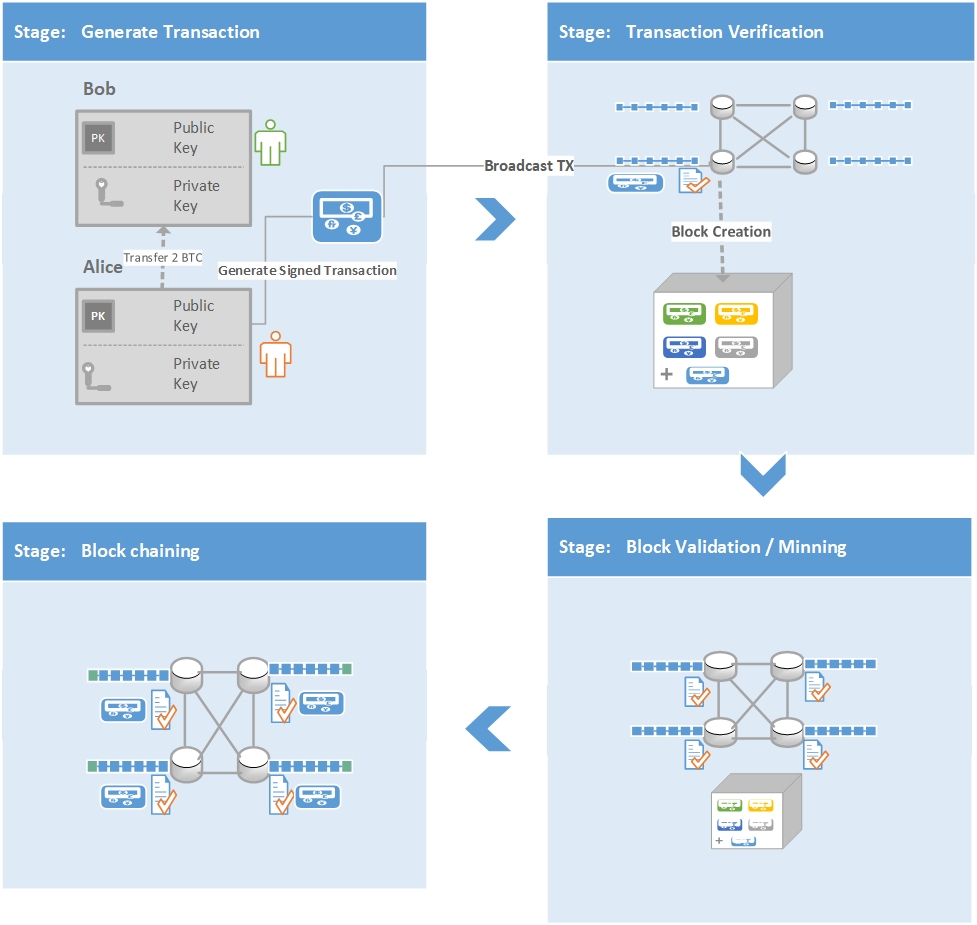 Stage: Generate Transaction
Bob
PK
Public
Key
Private
Key
Transfer 2 BTC
Alice
Generate Signed Transaction
PK
Public
Key
Private
Key
Broadcast TX
Stage: Transaction Verification
Block Creation
+
Stage: Block Validation / Minning
+
Stage: Block chaining